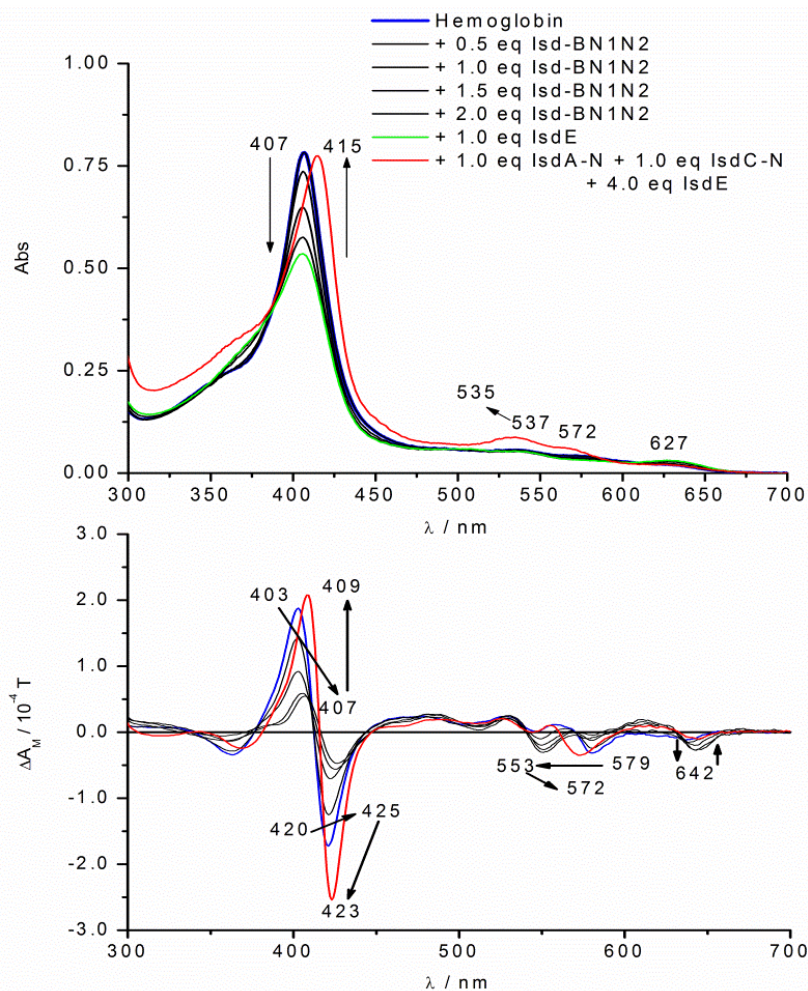 Hemoglobin
+ 0.5 eq Isd-BN1N2
+ 1.0 eq Isd-BN1N2
+ 1.5 eq Isd-BN1N2
+ 2.0 eq Isd-BN1N2
+ 1.0 eq IsdE
+ 1.0 eq IsdA-N + 1.0 eq IsdC-N
+ 4.0 eq IsdE
1.00
0.75
0.50
0.25
0.00
Abs
407
415
535
537
572
627
300 350 400 450 500 550 600 650 700
λ / nm
3.0
2.0
1.0
0.0
-1.0
-2.0
-3.0
ΔA_M / 10^-4 T
403
409
407
420
425
423
553
579
572
642
300 350 400 450 500 550 600 650 700
λ / nm